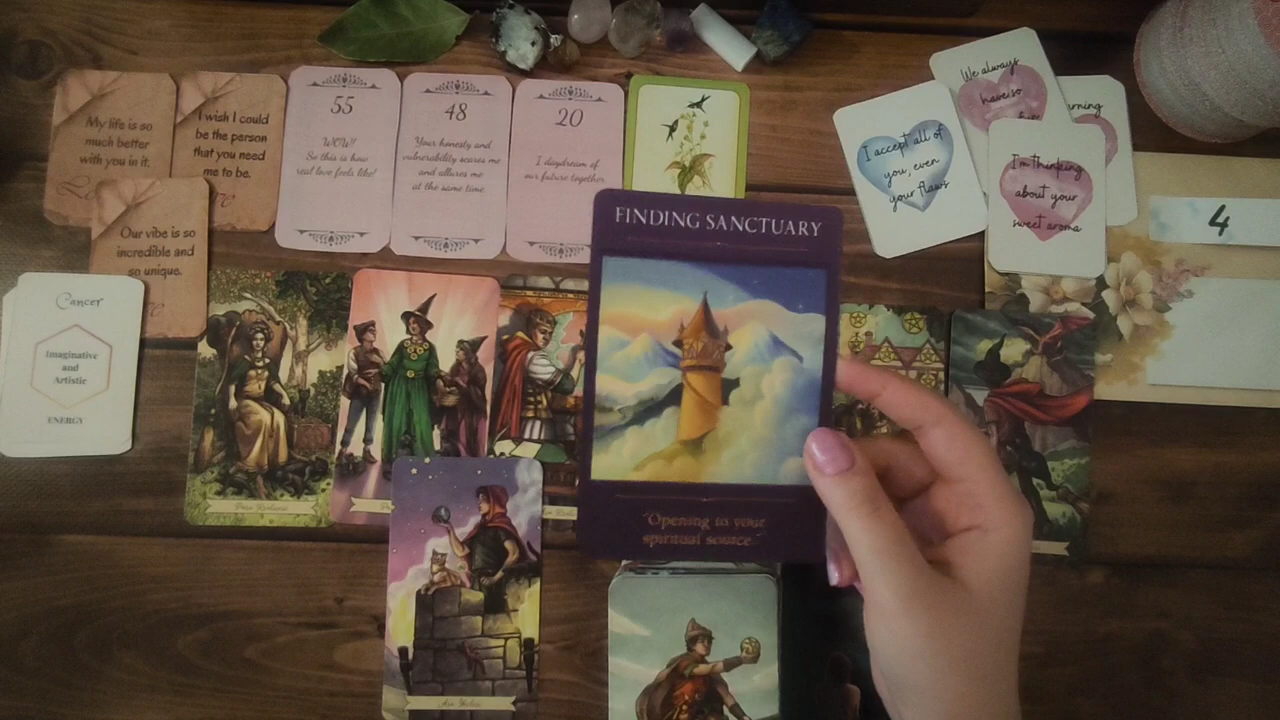 My life is so
much better
with you in it.
I wish I could
be the person
that you need
me to be.
Our vibe is so
incredible and
so unique.
55
WOW!!
So this is how
real love feels like!
48
Your honesty and
vulnerability scares me
and allures me
at the same time.
20
I daydream of
our future together
We always
have so
I accept all of
you, even
your flaws
I'm thinking
about your
sweet aroma
4
Cancer
Imaginative
and
Artistic
ENERGY
FINDING SANCTUARY
"Opening to your
spiritual source"